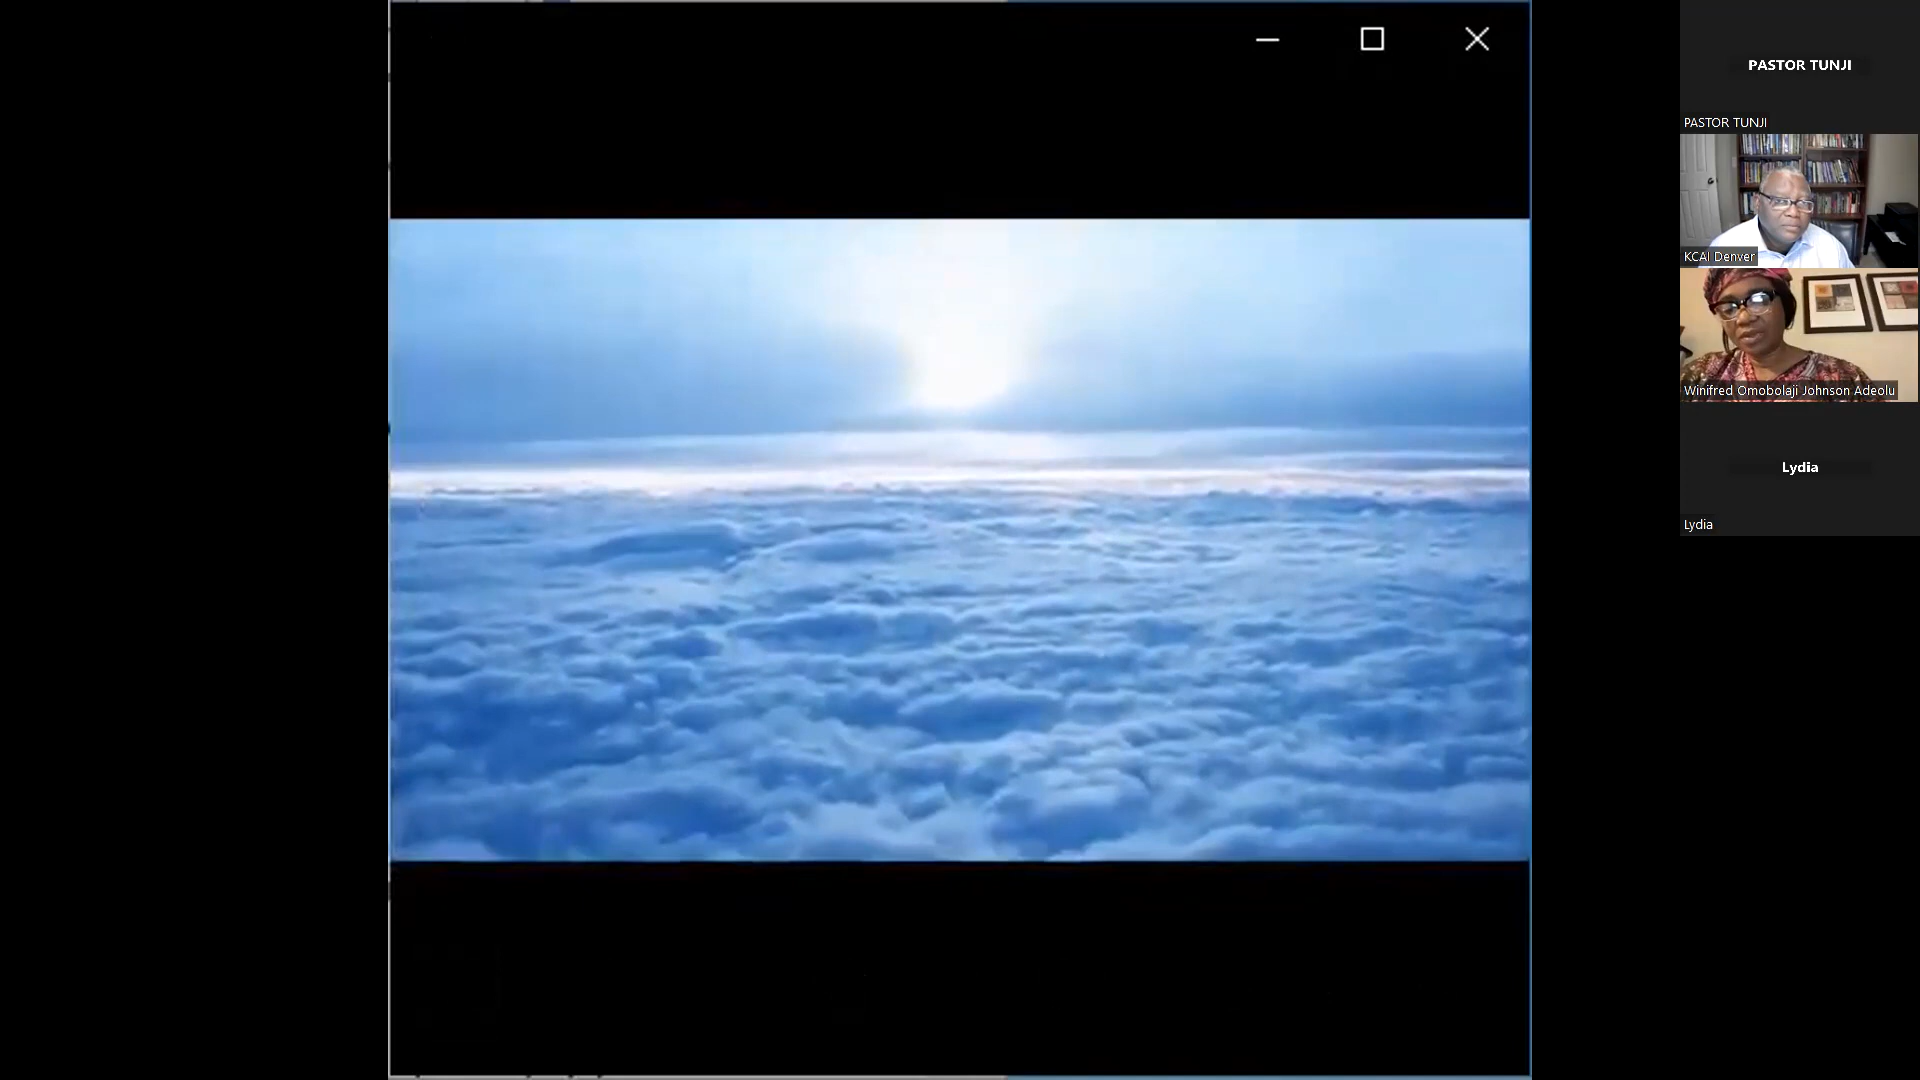 PASTOR TUNJI
PASTOR TUNJI
KCAI Denver
Winifred Omobolaji Johnson Adeolu
Lydia
Lydia